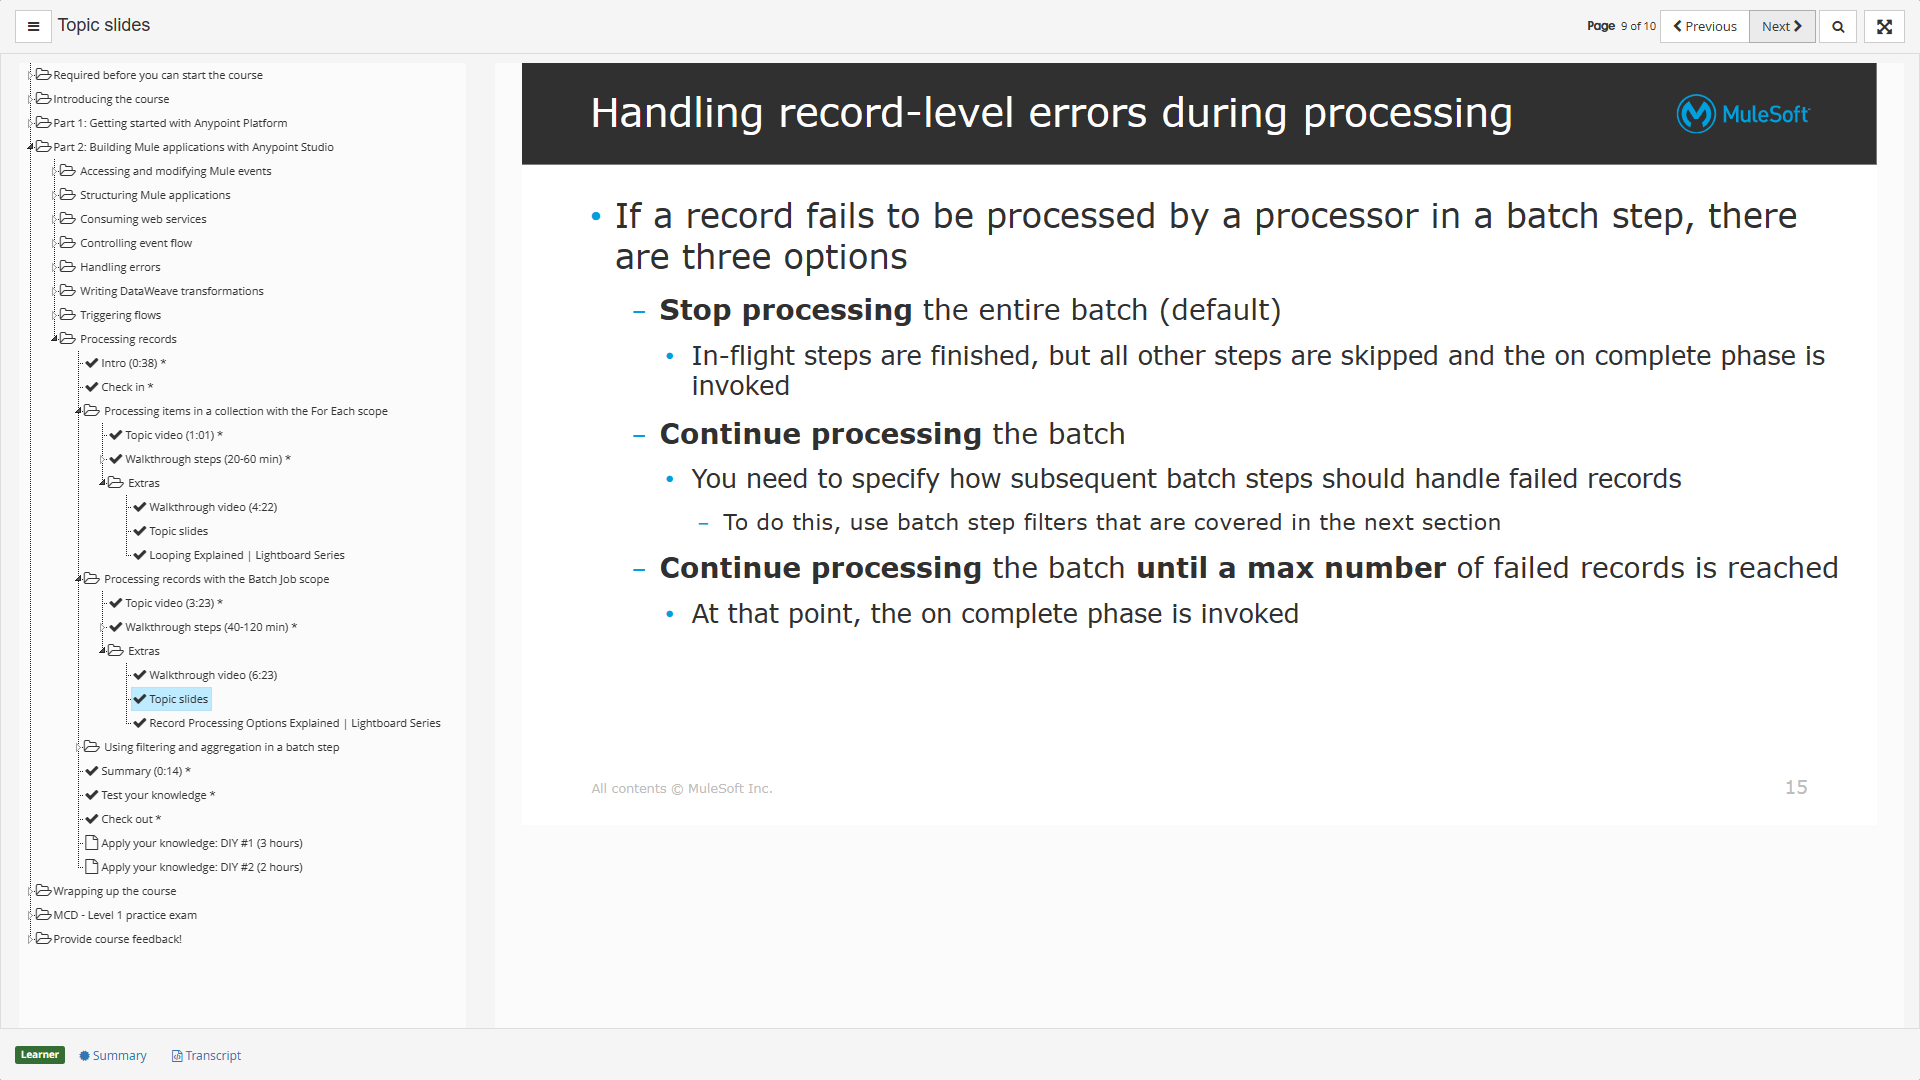 Topic slides
Page 9 of 10 Previous Next
Required before you can start the course
Introducing the course
Part 1: Getting started with Anypoint Platform
Part 2: Building Mule applications with Anypoint Studio
Accessing and modifying Mule events
Structuring Mule applications
Consuming web services
Controlling event flow
Handling errors
Writing DataWeave transformations
Triggering flows
Processing records
Intro (0:38) *
Check in *
Processing items in a collection with the For Each scope
Topic video (1:01) *
Walkthrough steps (20-60 min) *
Extras
Walkthrough video (4:22)
Topic slides
Looping Explained | Lightboard Series
Processing records with the Batch Job scope
Topic video (3:23) *
Walkthrough steps (40-120 min) *
Extras
Walkthrough video (6:23)
Topic slides
Record Processing Options Explained | Lightboard Series
Using filtering and aggregation in a batch step
Summary (0:14) *
Test your knowledge *
Check out *
Apply your knowledge: DIY #1 (3 hours)
Apply your knowledge: DIY #2 (2 hours)
Wrapping up the course
MCD - Level 1 practice exam
Provide course feedback!
Handling record-level errors during processing
MuleSoft
• If a record fails to be processed by a processor in a batch step, there
are three options
– Stop processing the entire batch (default)
• In-flight steps are finished, but all other steps are skipped and the on complete phase is
invoked
– Continue processing the batch
• You need to specify how subsequent batch steps should handle failed records
– To do this, use batch step filters that are covered in the next section
– Continue processing the batch until a max number of failed records is reached
• At that point, the on complete phase is invoked
All contents © MuleSoft Inc.
15
Learner Summary Transcript